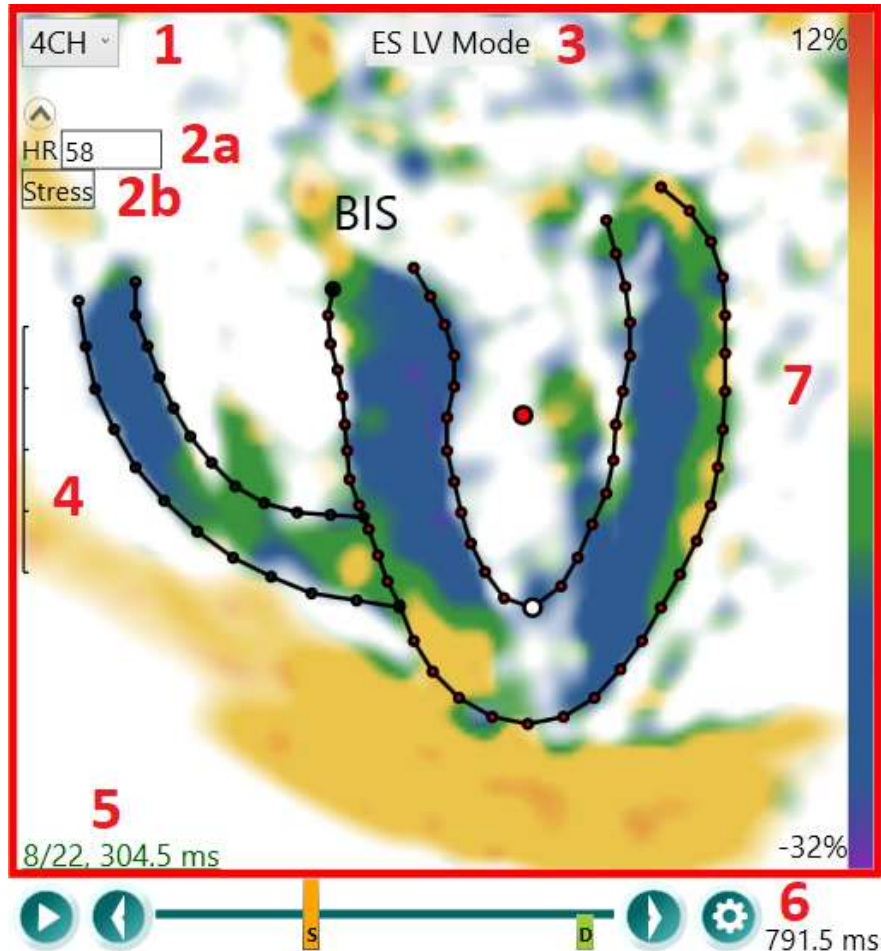 4CH 1 ES LV Mode 3 12%
HR 58 2a
Stress 2b
BIS
7
4
5
8/22, 304.5 ms -32%
S D 6
791.5 ms